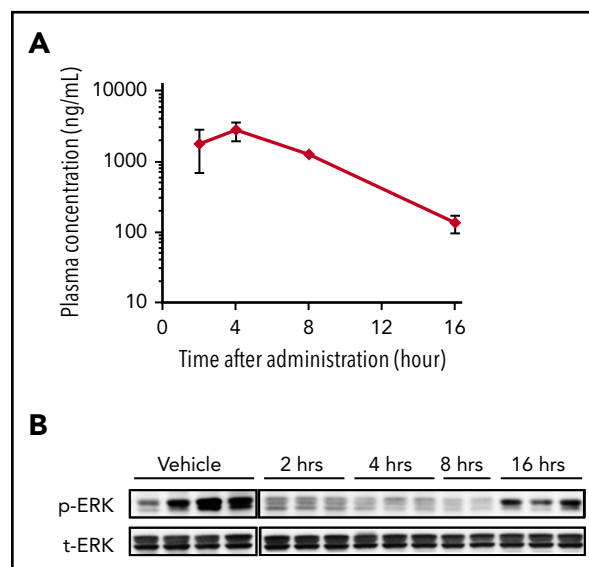 A
Plasma concentration (ng/mL)
10000
1000
100
10
0 4 8 12 16
Time after administration (hour)
B
Vehicle 2 hrs 4 hrs 8 hrs 16 hrs
p-ERK
t-ERK